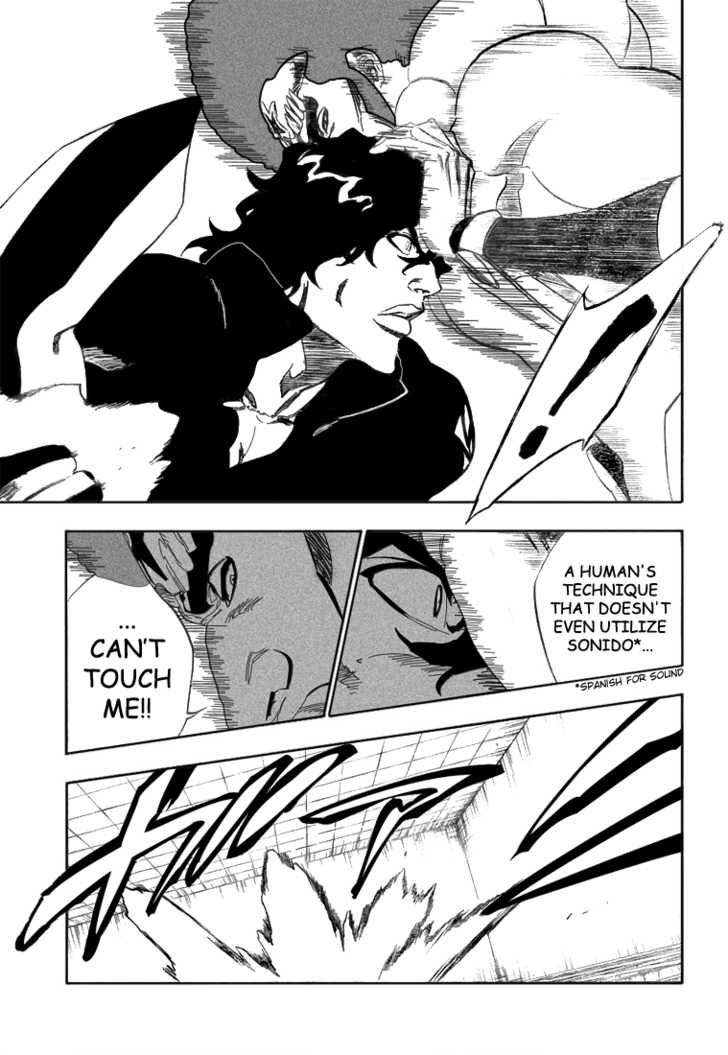 !
A HUMAN'S
TECHNIQUE
THAT DOESN'T
EVEN UTILIZE
SONIDO*...
*SPANISH FOR SOUND
...
CAN'T
TOUCH
ME!!